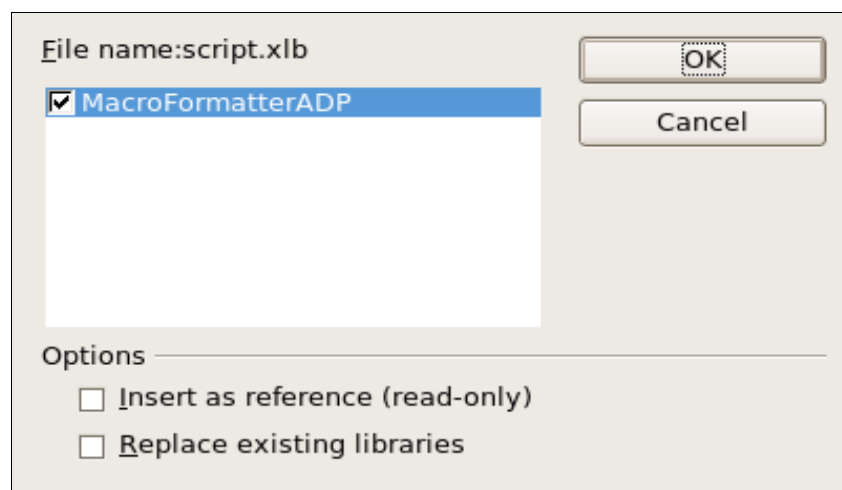 File name:script.xlb
OK
MacroFormatterADP
Cancel
Options
Insert as reference (read-only)
Replace existing libraries